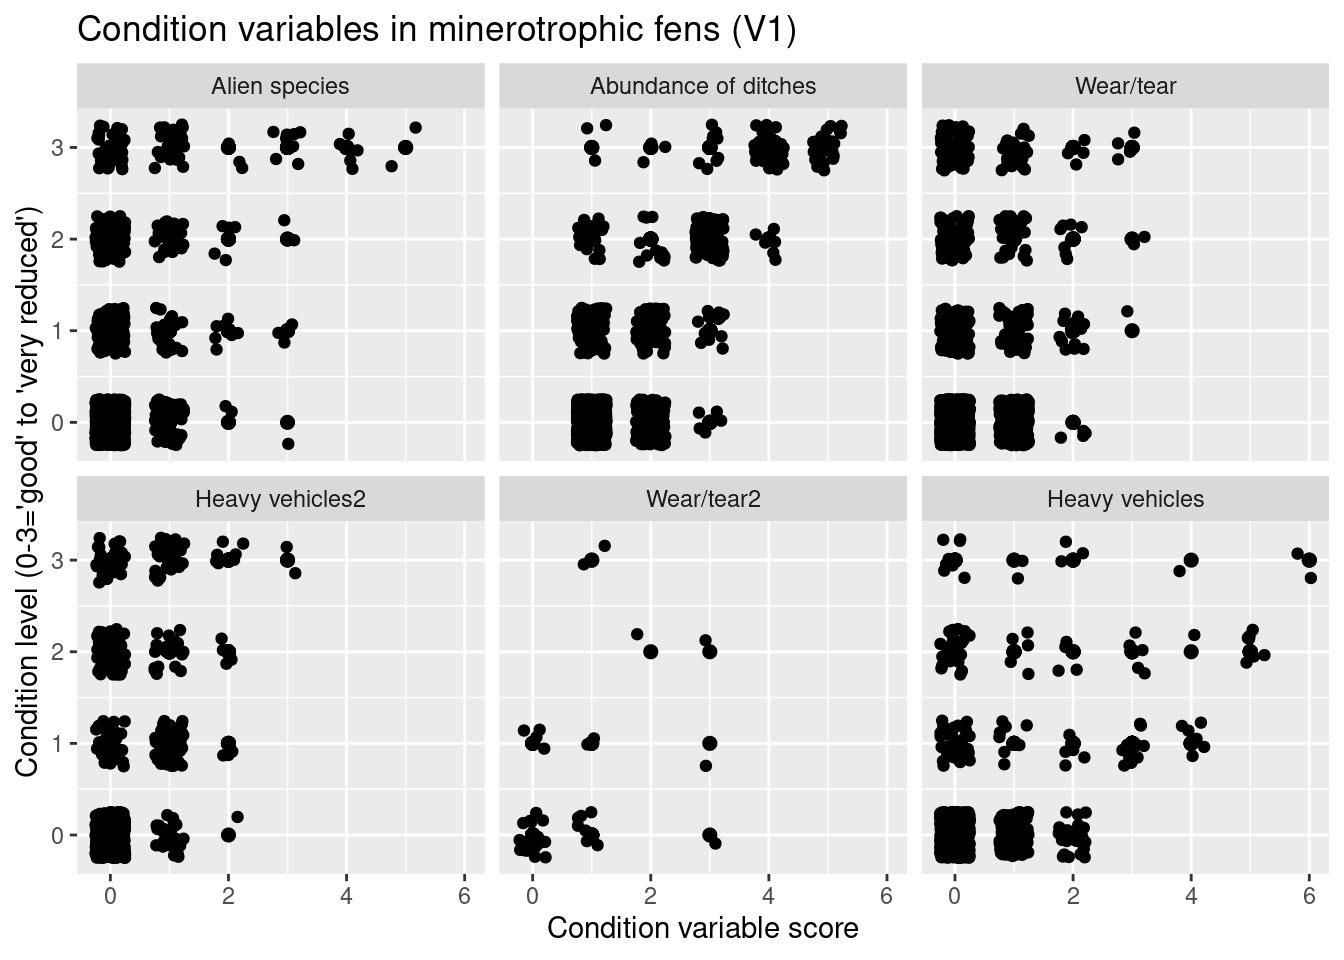 Condition variables in minerotrophic fens (V1)
Alien species
Abundance of ditches
Wear/tear
3
2
1
0
Heavy vehicles2
Wear/tear2
Heavy vehicles
3
2
1
0
0 2 4 6
0 2 4 6
0 2 4 6
Condition variable score
Condition level (0-3='good' to 'very reduced')